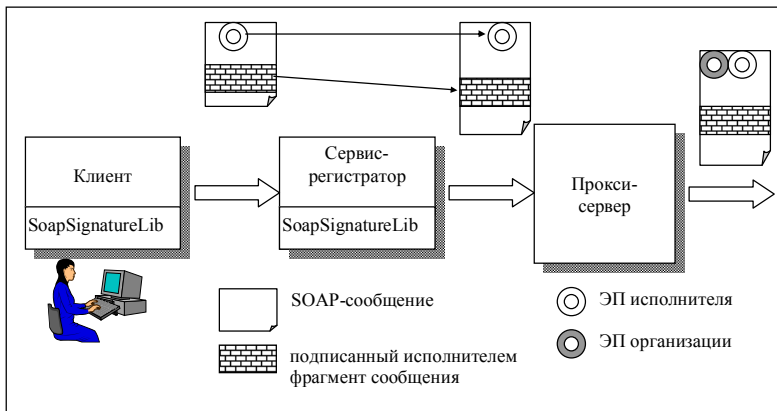 Клиент
SoapSignatureLib
Сервис-
регистратор
SoapSignatureLib
Прокси-
сервер
SOAP-сообщение
подписанный исполнителем
фрагмент сообщения
ЭП исполнителя
ЭП организации